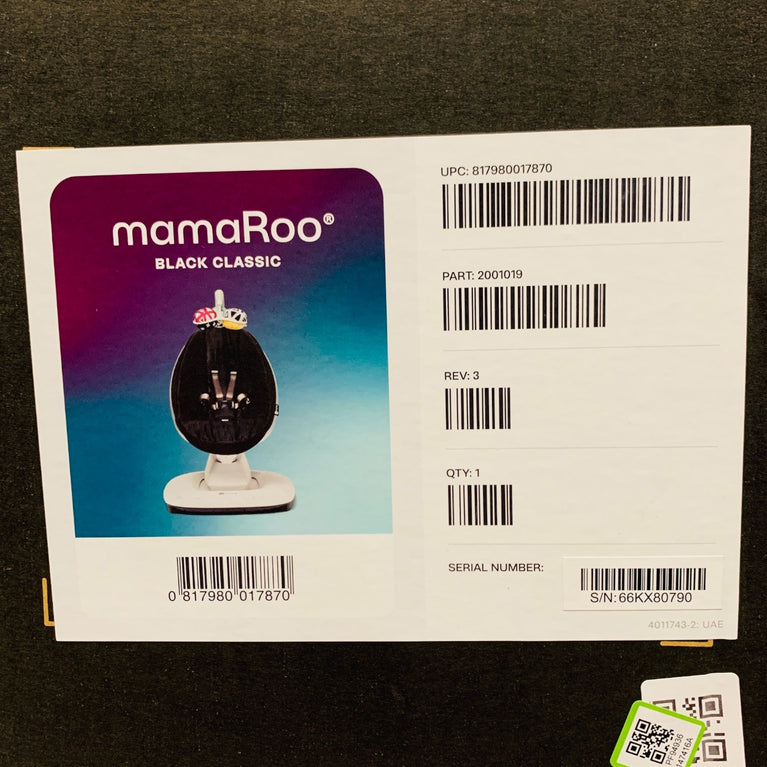 mamaRoo®
BLACK CLASSIC
0 817980 017870
UPC: 817980017870
PART: 2001019
REV: 3
QTY: 1
SERIAL NUMBER:
S/N: 66KX80790
4011743-2: UAE
PF94936